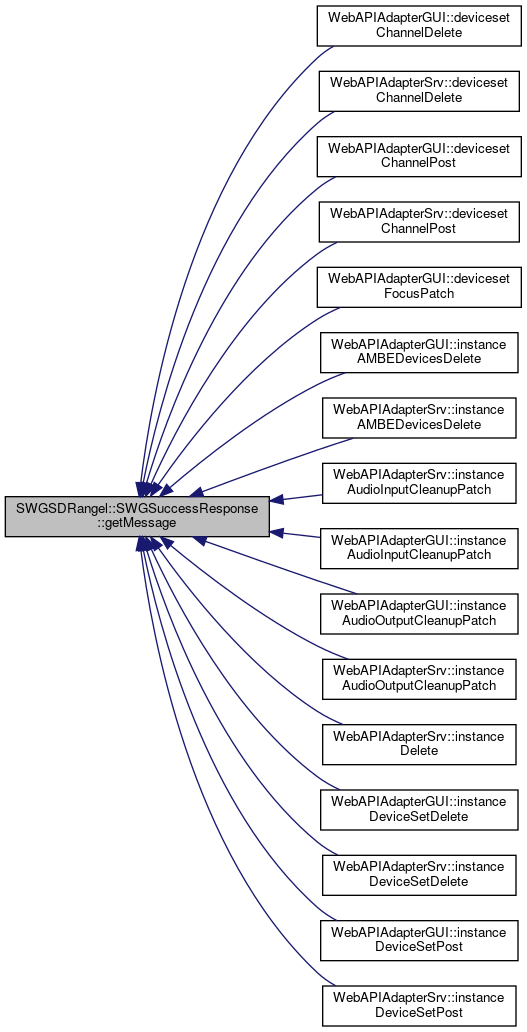 WebAPIAdapterGUI::deviceset
ChannelDelete
WebAPIAdapterSrv::deviceset
ChannelDelete
WebAPIAdapterGUI::deviceset
ChannelPost
WebAPIAdapterSrv::deviceset
ChannelPost
WebAPIAdapterGUI::deviceset
FocusPatch
WebAPIAdapterGUI::instance
AMBEDevicesDelete
WebAPIAdapterSrv::instance
AMBEDevicesDelete
WebAPIAdapterSrv::instance
AudioInputCleanupPatch
SWGSDRangel::SWGSuccessResponse
::getMessage
WebAPIAdapterGUI::instance
AudioInputCleanupPatch
WebAPIAdapterGUI::instance
AudioOutputCleanupPatch
WebAPIAdapterSrv::instance
AudioOutputCleanupPatch
WebAPIAdapterSrv::instance
Delete
WebAPIAdapterGUI::instance
DeviceSetDelete
WebAPIAdapterSrv::instance
DeviceSetDelete
WebAPIAdapterGUI::instance
DeviceSetPost
WebAPIAdapterSrv::instance
DeviceSetPost